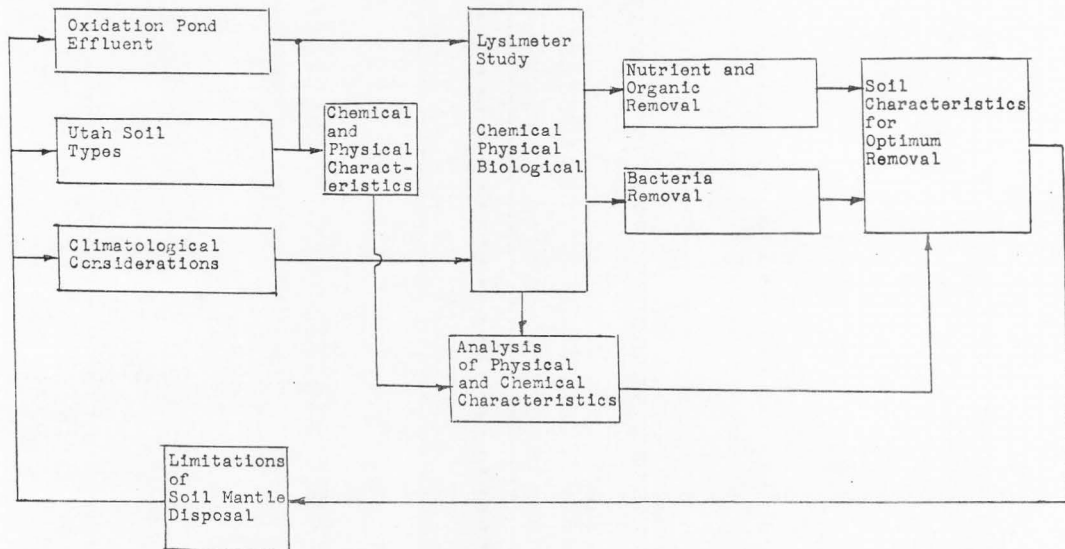 Oxidation Pond
Effluent
Utah Soil
Types
Climatological
Considerations
Chemical
and
Physical
Charact-
eristics
Lysimeter
Study
Chemical
Physical
Biological
Nutrient and
Organic
Removal
Bacteria
Removal
Soil
Characteristics
for
Optimum
Removal
Analysis
of Physical
and Chemical
Characteristics
Limitations
of
Soil Mantle
Disposal